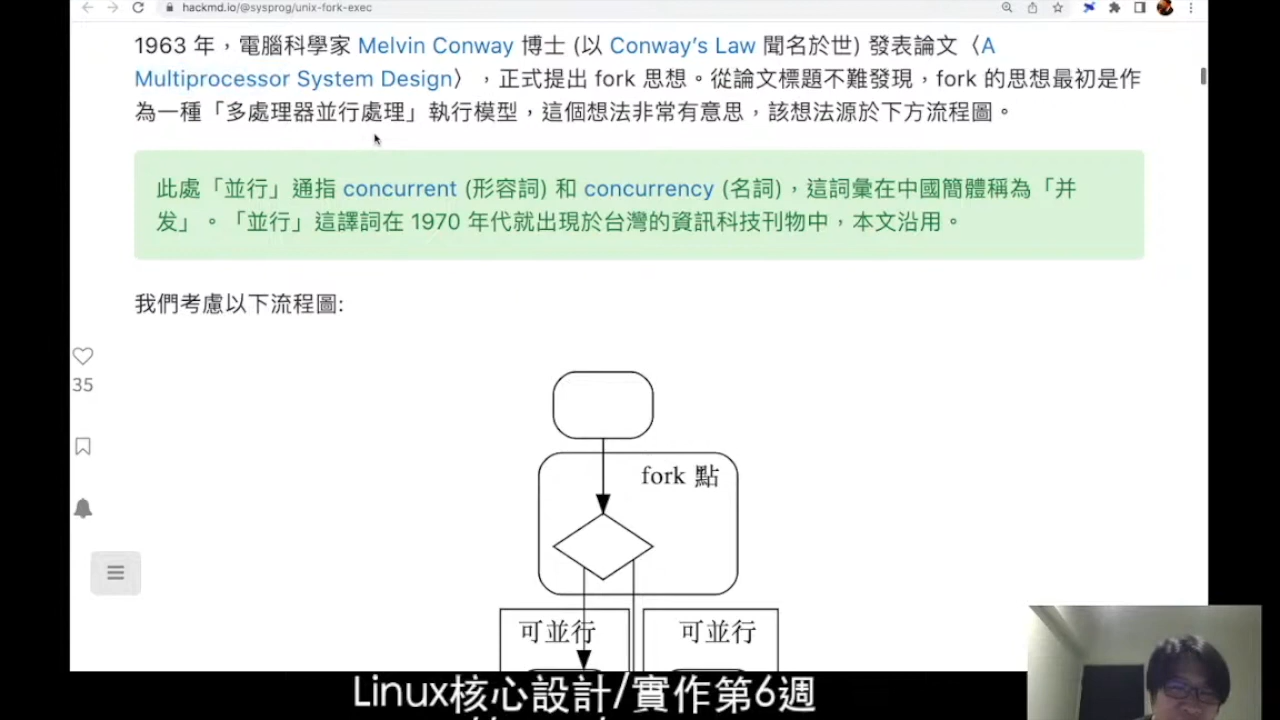 hackmd.io/@sysprog/unix-fork-exec
1963 年，電腦科學家 Melvin Conway 博士 (以 Conway's Law 聞名於世) 發表論文〈A
Multiprocessor System Design〉，正式提出 fork 思想。從論文標題不難發現，fork 的思想最初是作
為一種「多處理器並行處理」執行模型，這個想法非常有意思，該想法源於下方流程圖。
此處「並行」通指 concurrent (形容詞) 和 concurrency (名詞)，這詞彙在中國簡體稱為「并
发」。「並行」這譯詞在 1970 年代就出現於台灣的資訊科技刊物中，本文沿用。
我們考慮以下流程圖:
35
fork 點
可並行
可並行
Linux核心設計/實作第6週